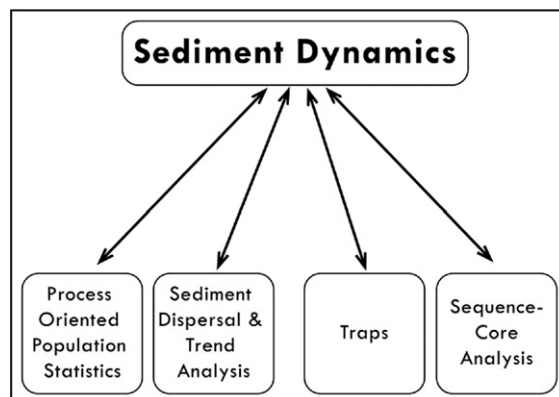 Sediment Dynamics
Process
Oriented
Population
Statistics
Sediment
Dispersal &
Trend
Analysis
Traps
Sequence-
Core
Analysis